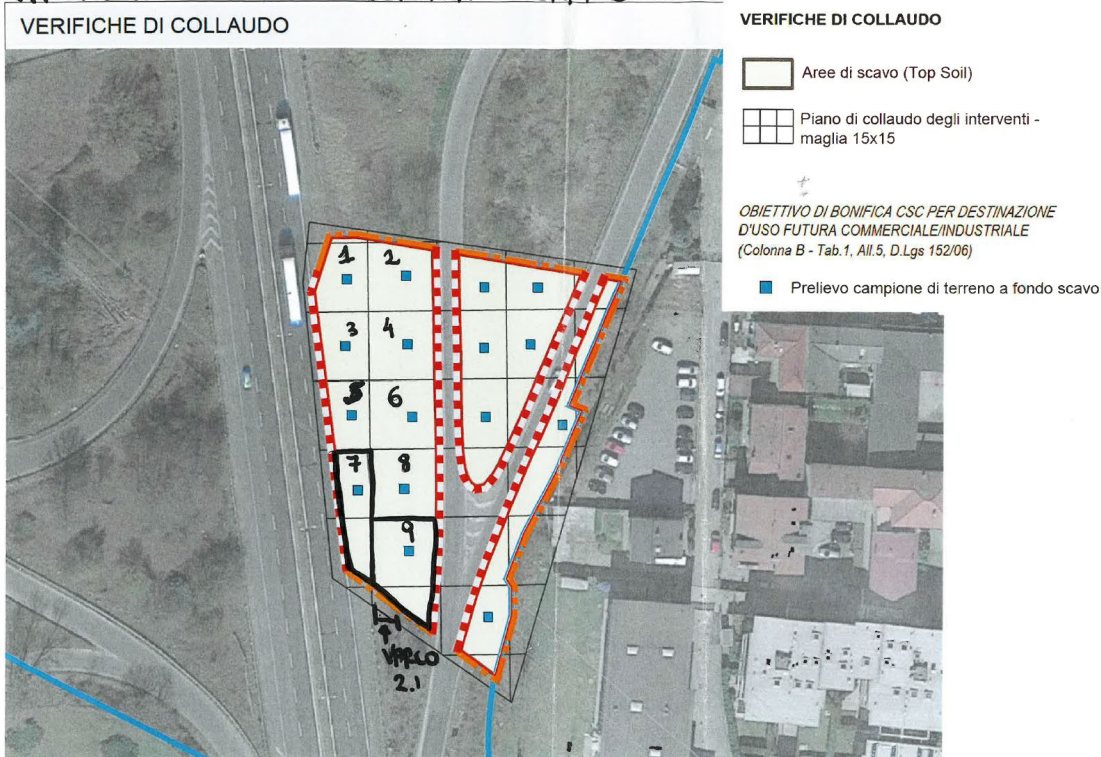 VERIFICHE DI COLLAUDO
VERIFICHE DI COLLAUDO
Aree di scavo (Top Soil)
Piano di collaudo degli interventi -
maglia 15x15
OBIETTIVO DI BONIFICA CSC PER DESTINAZIONE
D'USO FUTURA COMMERCIALE/INDUSTRIALE
(Colonna B - Tab.1, All.5, D.Lgs 152/06)
Prelievo campione di terreno a fondo scavo
1 2
3 4
5 6
7 8
9
2.1